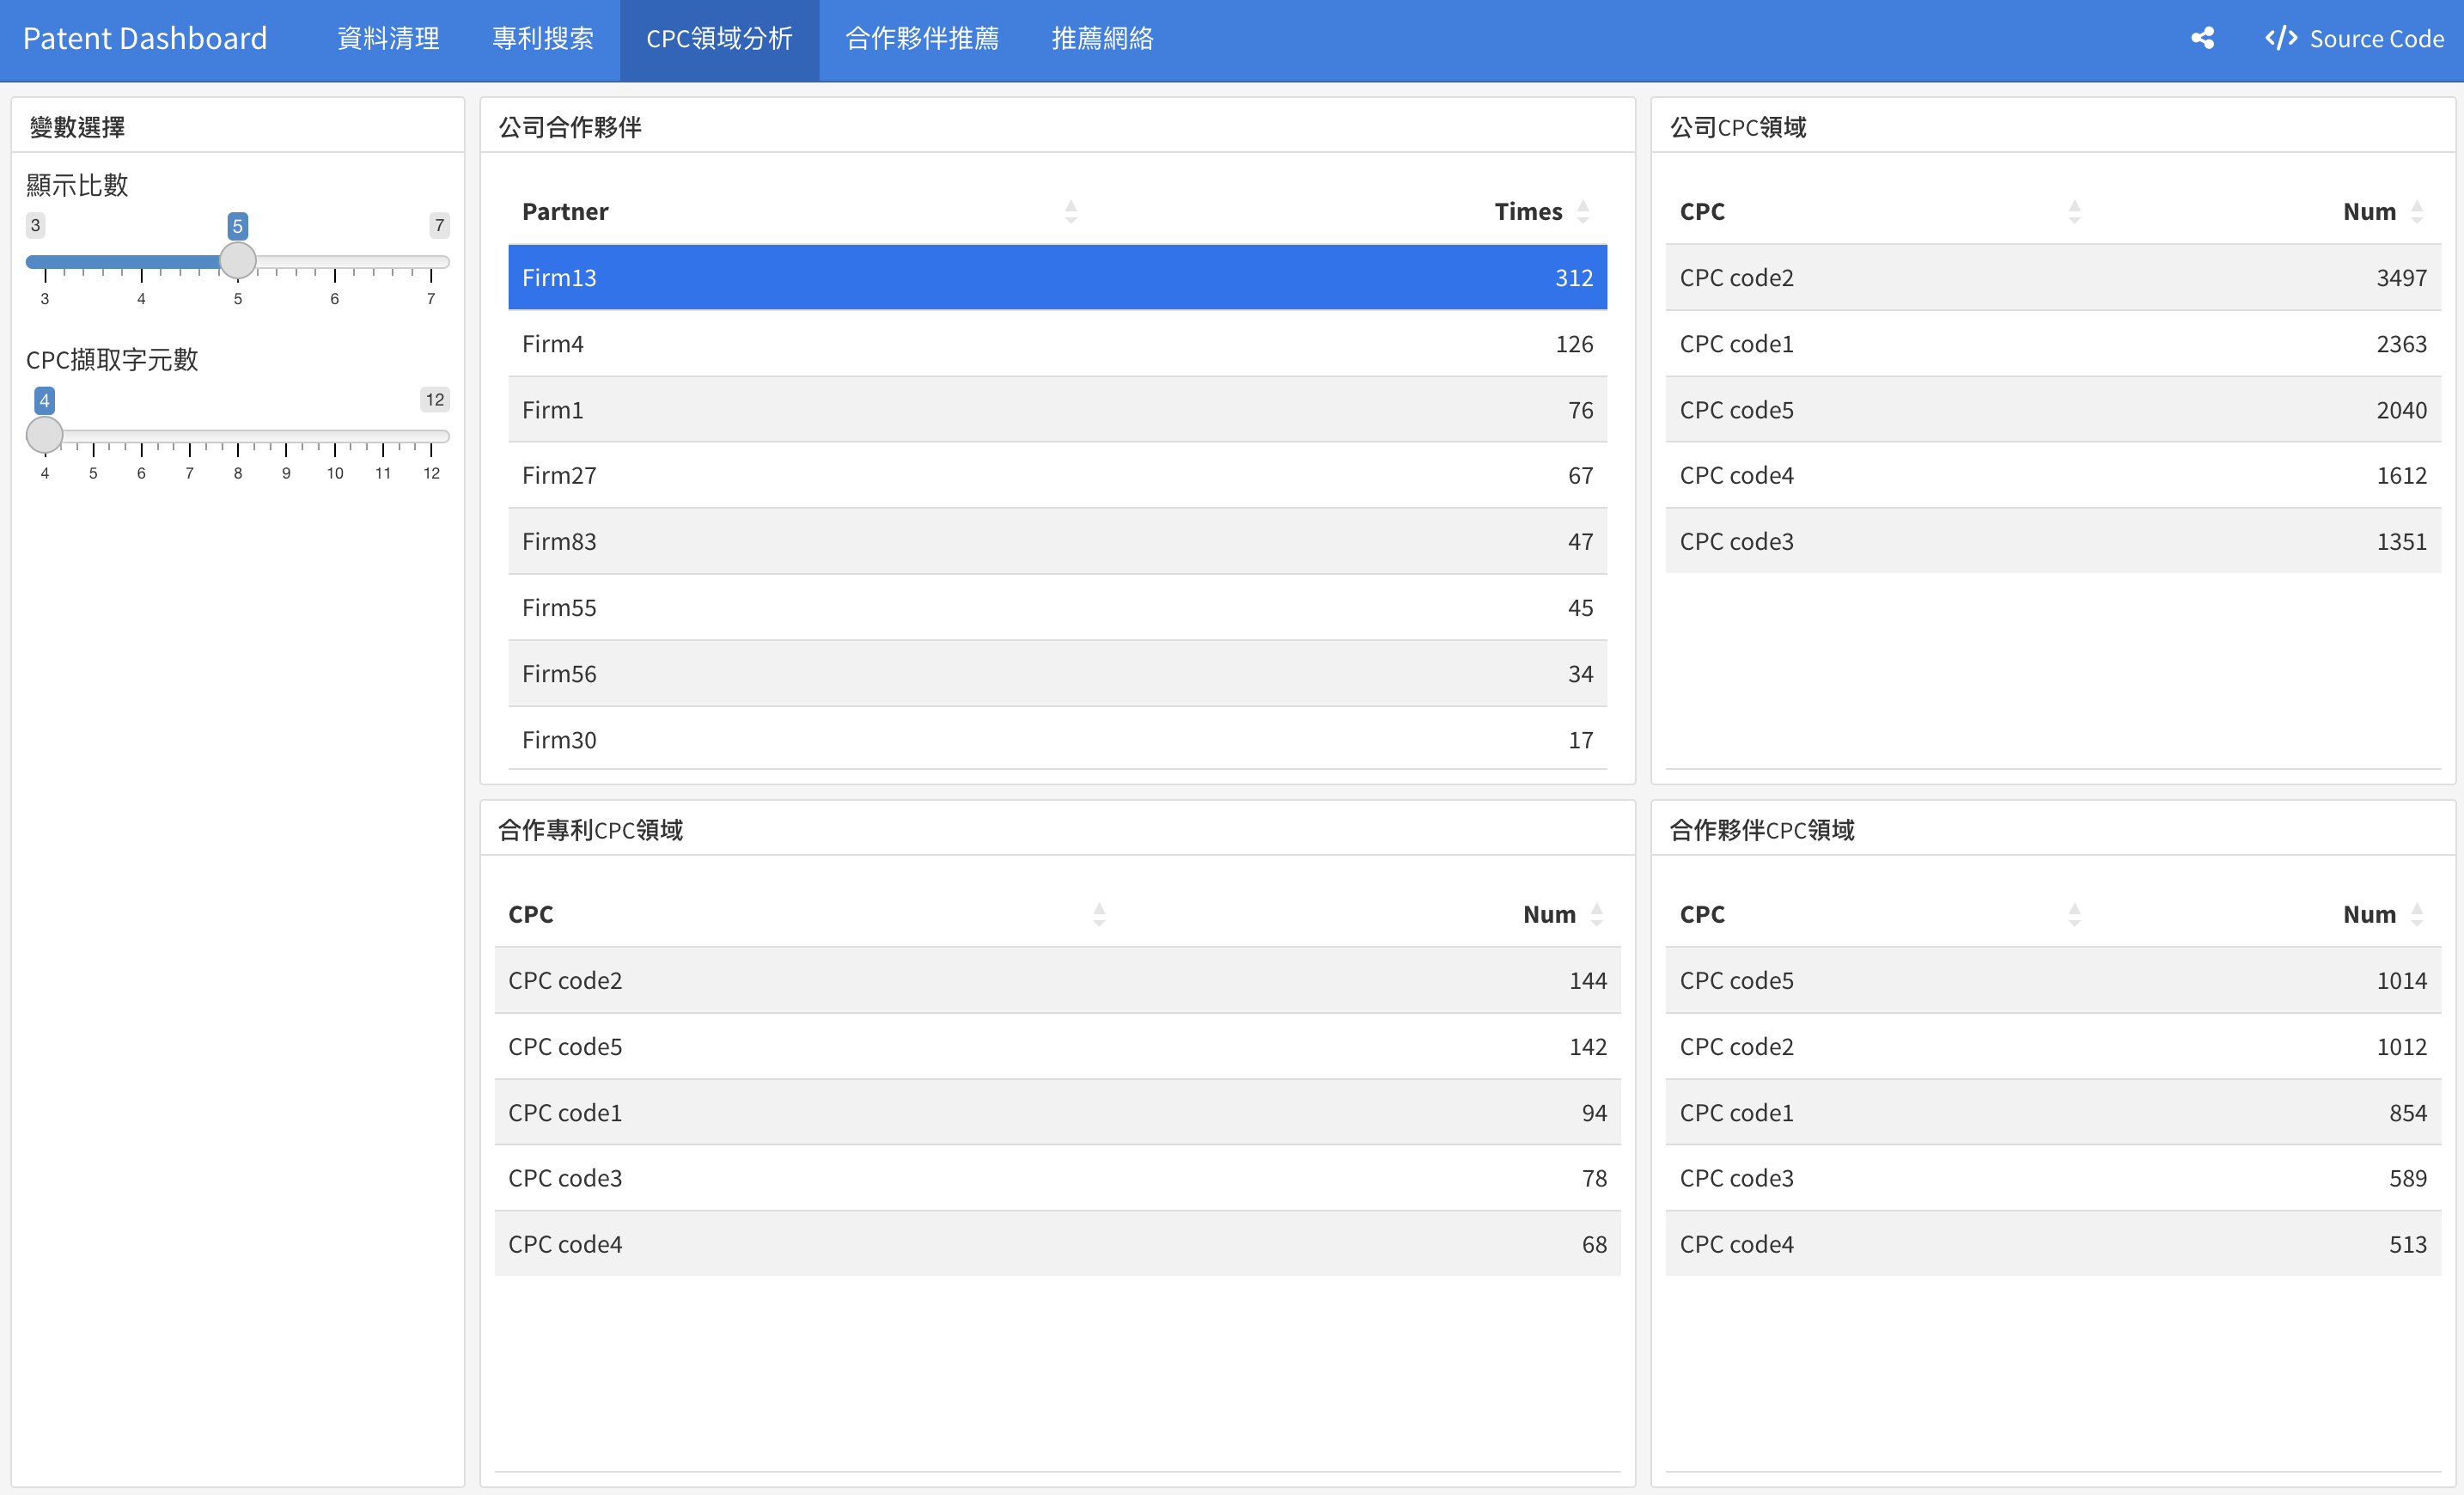 Patent Dashboard 資料清理 專利搜索 CPC領域分析 合作夥伴推薦 推薦網絡 Source Code
變數選擇
顯示比數
3 5 7
3 4 5 6 7
CPC擷取字元數
4 12
4 5 6 7 8 9 10 11 12
公司合作夥伴
Partner Times
Firm13 312
Firm4 126
Firm1 76
Firm27 67
Firm83 47
Firm55 45
Firm56 34
Firm30 17
公司CPC領域
CPC Num
CPC code2 3497
CPC code1 2363
CPC code5 2040
CPC code4 1612
CPC code3 1351
合作專利CPC領域
CPC Num
CPC code2 144
CPC code5 142
CPC code1 94
CPC code3 78
CPC code4 68
合作夥伴CPC領域
CPC Num
CPC code5 1014
CPC code2 1012
CPC code1 854
CPC code3 589
CPC code4 513